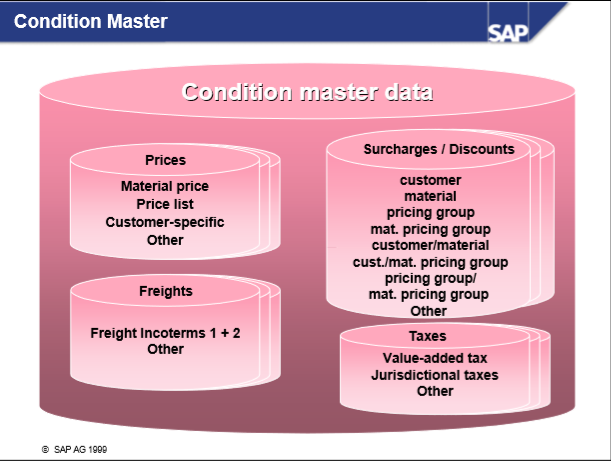 Condition Master
SAP
Condition master data
Prices
Material price
Price list
Customer-specific
Other
Surcharges / Discounts
customer
material
pricing group
mat. pricing group
customer/material
cust./mat. pricing group
pricing group/
mat. pricing group
Other
Freights
Freight Incoterms 1 + 2
Other
Taxes
Value-added tax
Jurisdictional taxes
Other
© SAP AG 1999